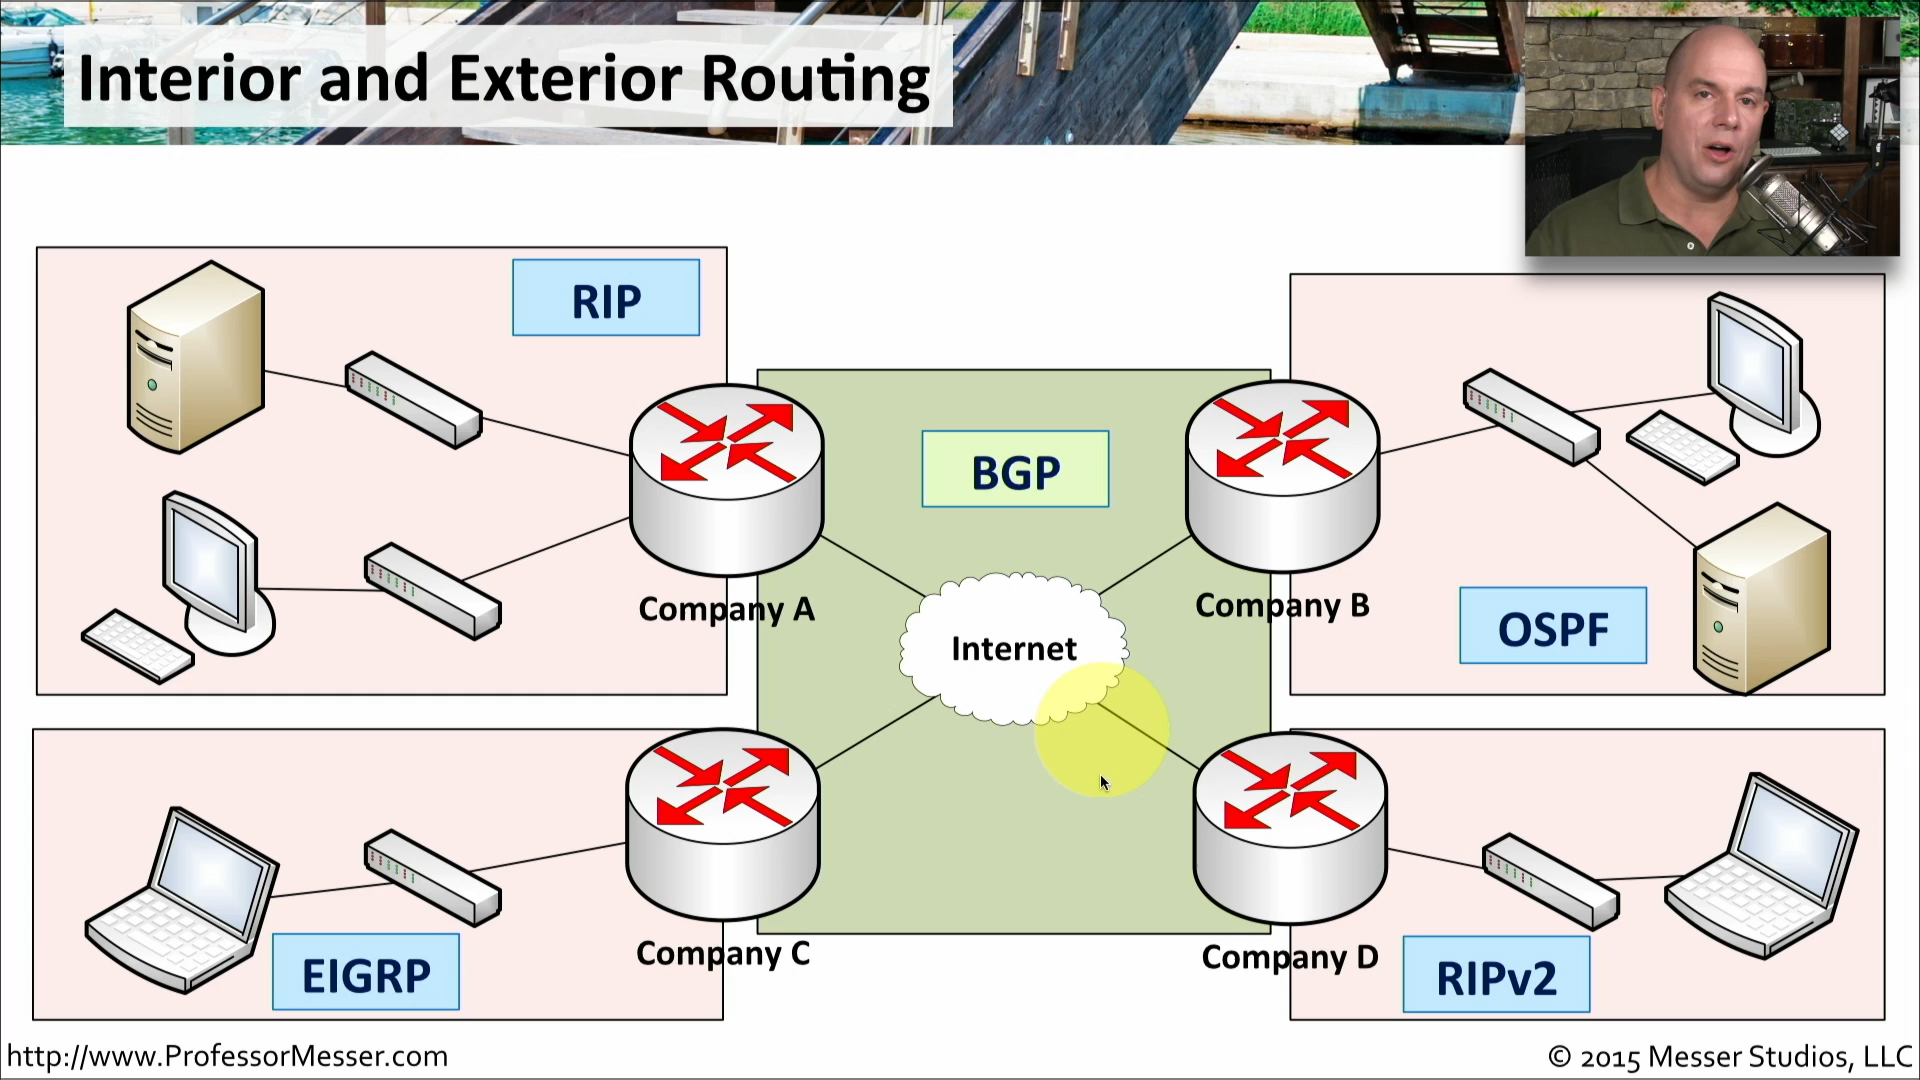 Interior and Exterior Routing
RIP
BGP
Company A
Company B
OSPF
Internet
Company C
Company D
EIGRP
RIPv2
http://www.ProfessorMesser.com
© 2015 Messer Studios, LLC